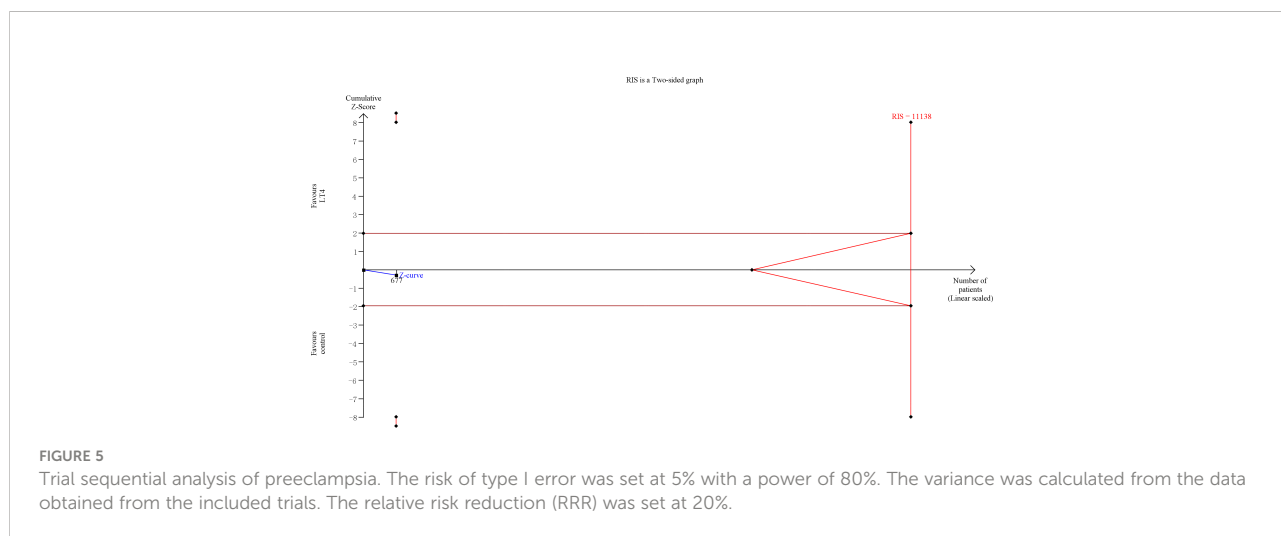 RIS is a Two-sided graph
Cumulative
Z-Score
RIS = 11138
8
7
6
5
4
3
2
1
-1
-2
-3
-4
-5
-6
-7
-8
Favours
LT4
Favours
control
Z-curve
677
Number of
patients
(Linear scaled)
FIGURE 5
Trial sequential analysis of preeclampsia. The risk of type I error was set at 5% with a power of 80%. The variance was calculated from the data
obtained from the included trials. The relative risk reduction (RRR) was set at 20%.